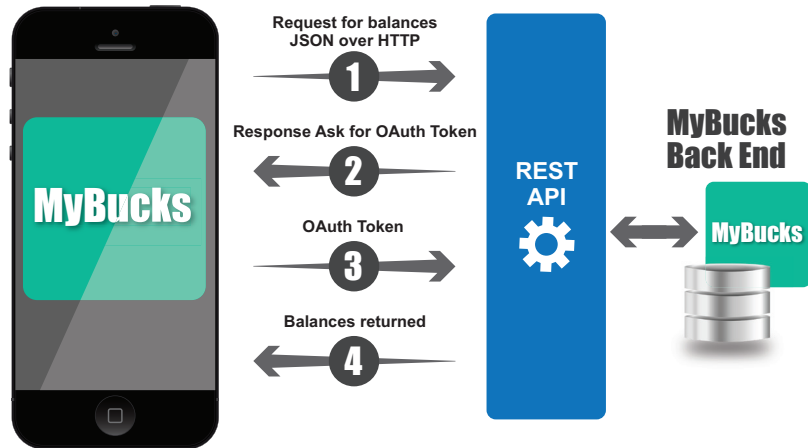 MyBucks
Request for balances
JSON over HTTP
1
Response Ask for OAuth Token
2
OAuth Token
3
Balances returned
4
REST
API
MyBucks
Back End
MyBucks